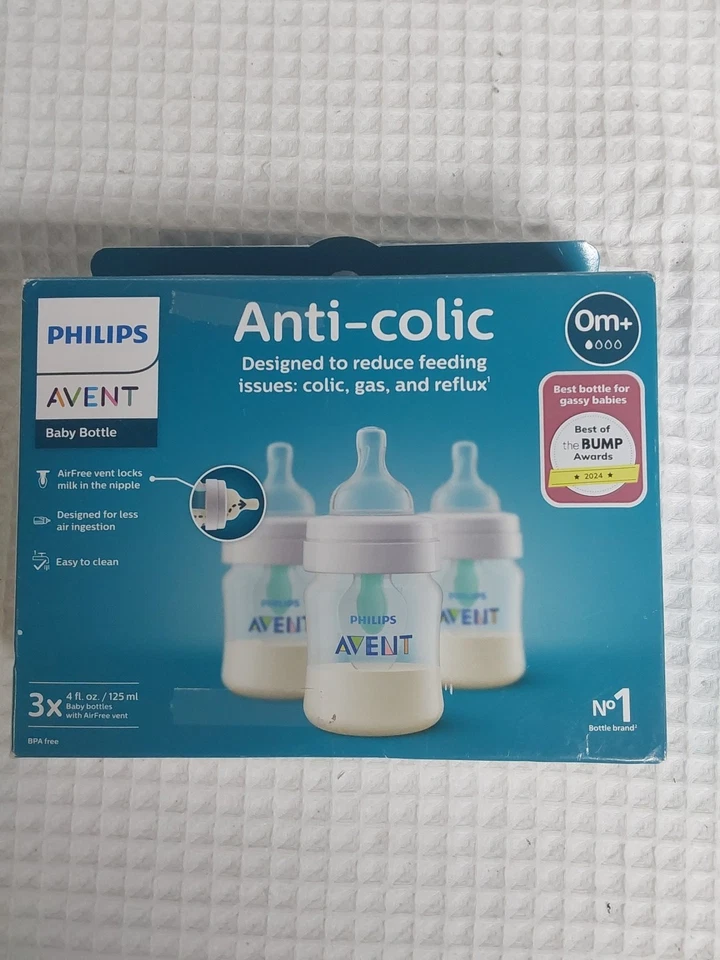 PHILIPS
AVENT
Baby Bottle
Anti-colic
Designed to reduce feeding
issues: colic, gas, and reflux¹
0m+
Best bottle for
gassy babies
Best of
the BUMP
Awards
★ 2024 ★
AirFree vent locks
milk in the nipple
Designed for less
air ingestion
Easy to clean
PHILIPS
AVENT
PHILIPS
AVENT
PHILIPS
AVENT
3x
4 fl. oz. / 125 ml
Baby bottles
with AirFree vent
BPA free
No1
Bottle brand²